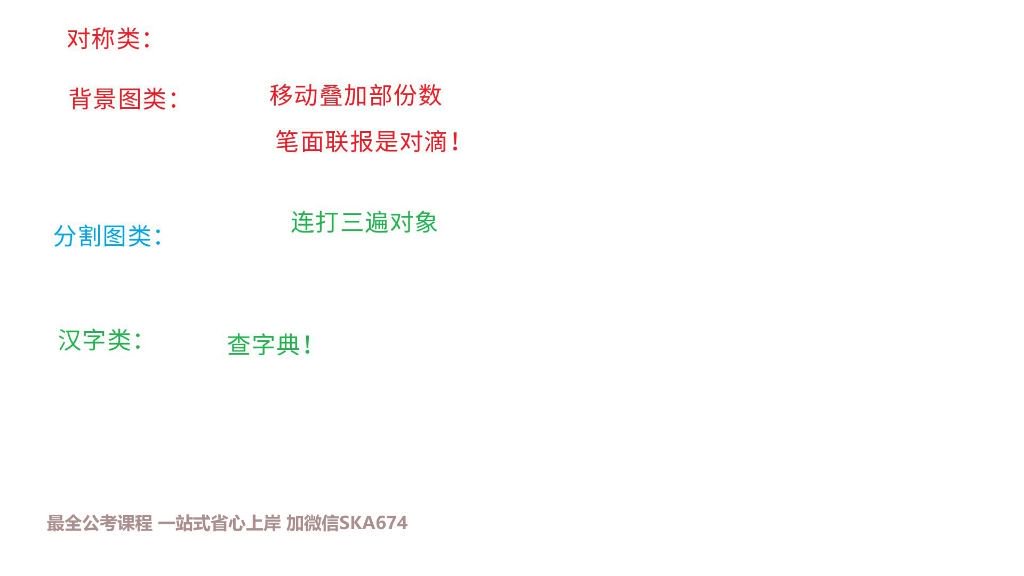 对称类：
背景图类：
移动叠加部份数
笔面联报是对滴！
分割图类：
连打三遍对象
汉字类：
查字典！
最全公考课程 一站式省心上岸 加微信SKA674